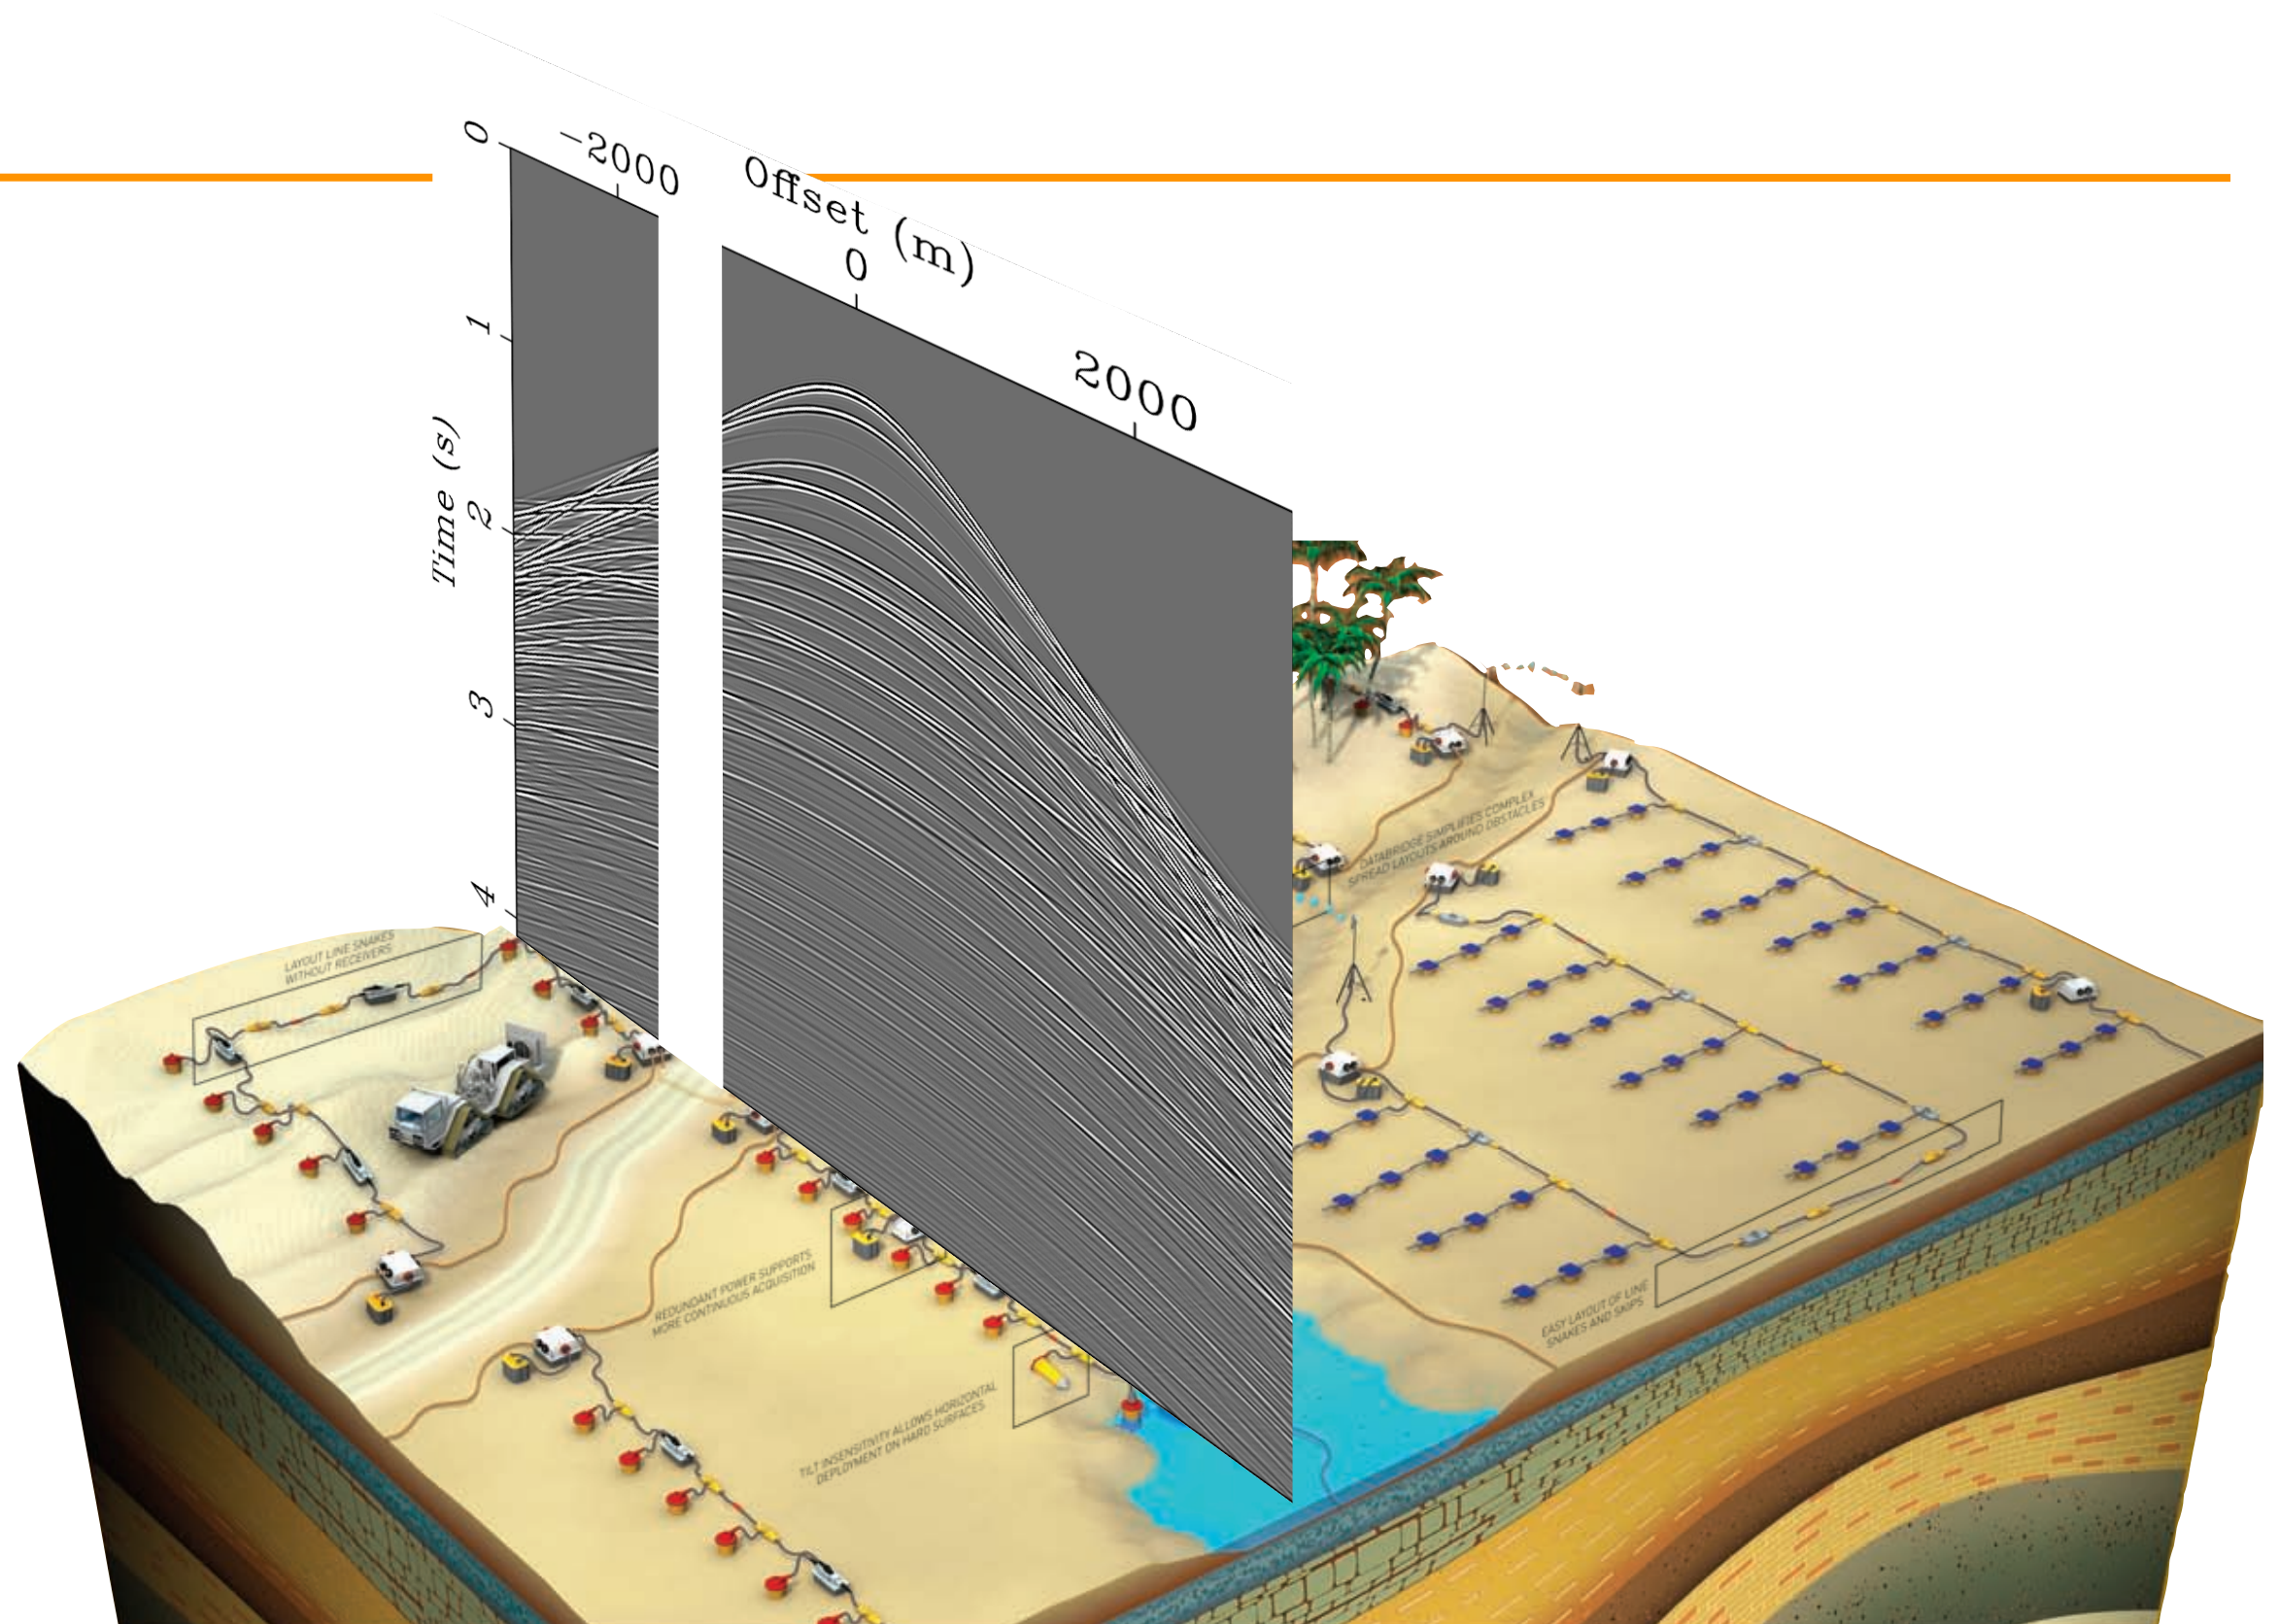 Offset (m)
−2000
0
2000
Time (s)
0
1
2
3
4
DATABRIDGE SIMPLIFIES COMPLEX
SPREAD LAYOUTS AROUND OBSTACLES
LAYOUT LINE SNAKES
WITHOUT RECEIVERS
REDUNDANT POWER SUPPORTS
MORE CONTINUOUS ACQUISITION
EASY LAYOUT OF LINE
SNAKES AND SKIPS
TILT INSENSITIVITY ALLOWS HORIZONTAL
DEPLOYMENT ON HARD SURFACES